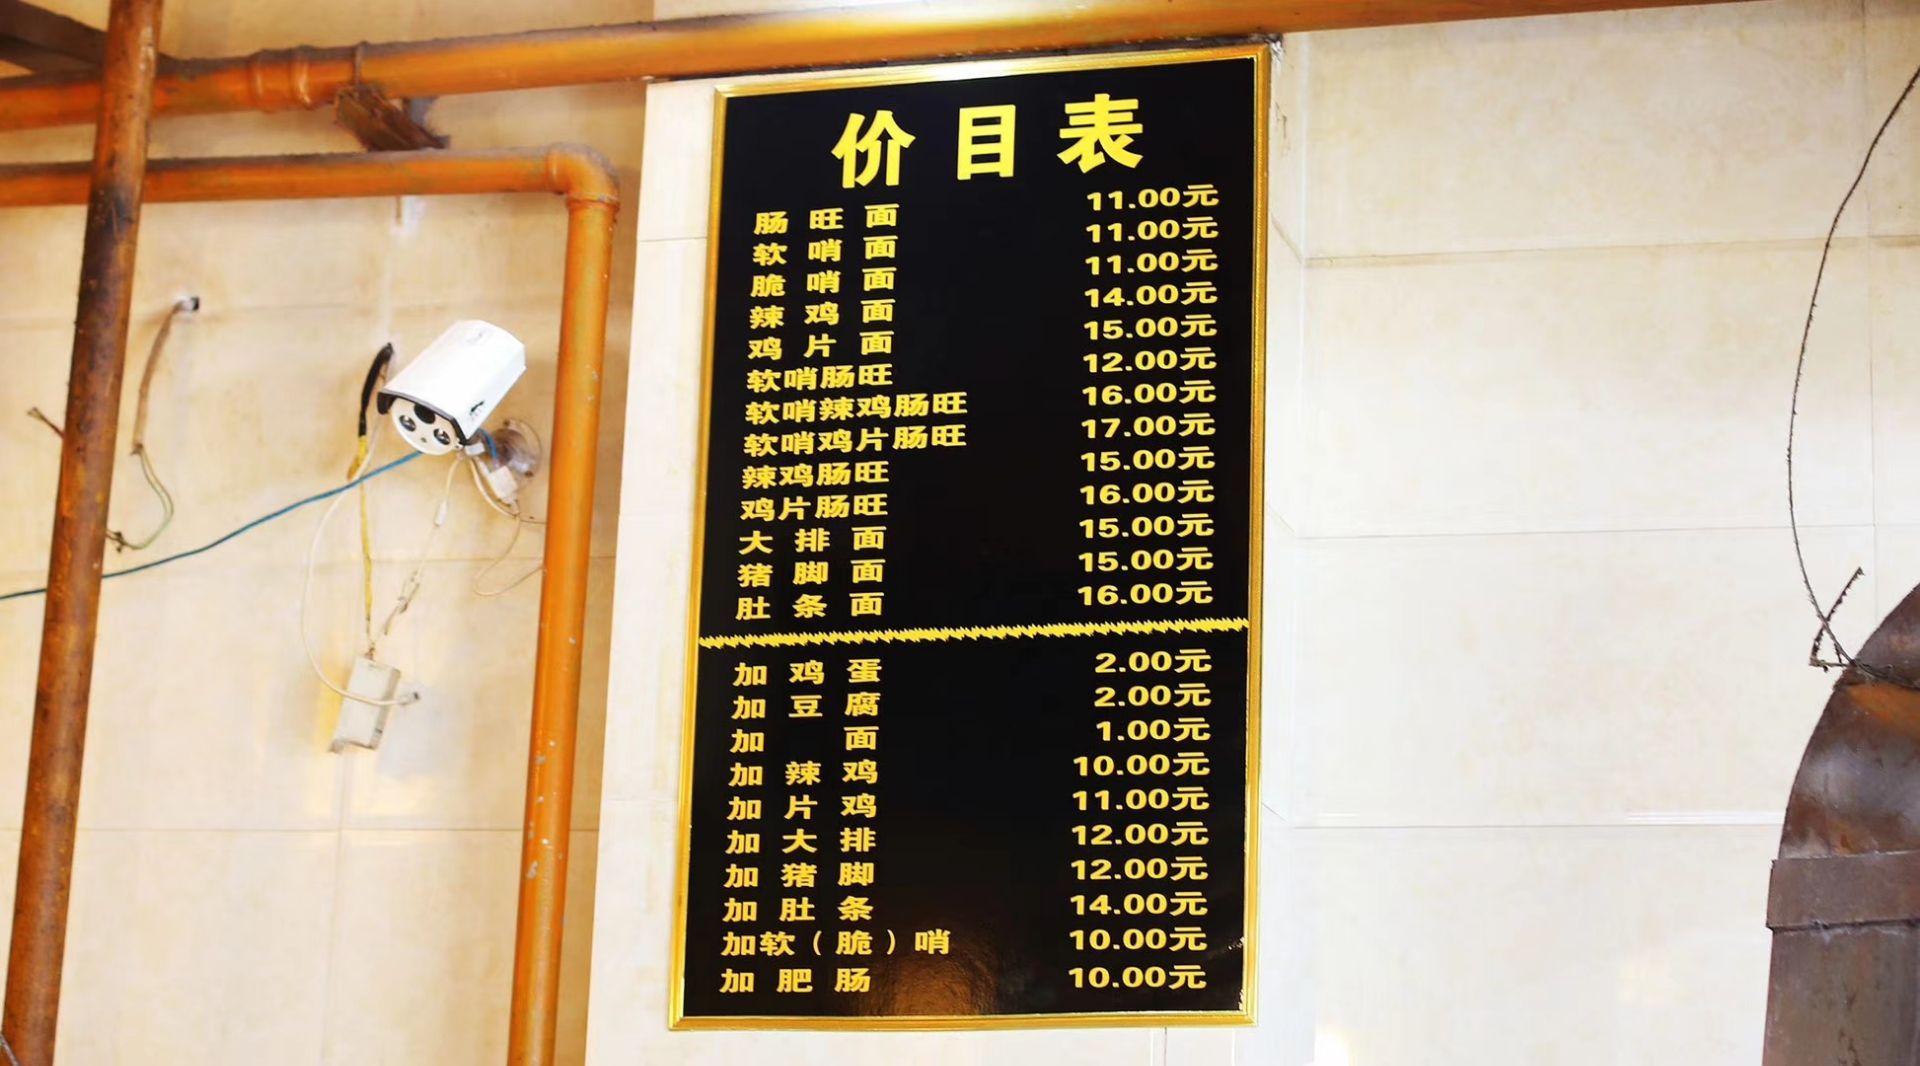 价目表
肠旺面 11.00元
软哨面 11.00元
脆哨面 11.00元
辣鸡面 14.00元
鸡片面 15.00元
软哨肠旺 12.00元
软哨辣鸡肠旺 16.00元
软哨鸡片肠旺 17.00元
辣鸡肠旺 15.00元
鸡片肠旺 16.00元
大排面 15.00元
猪脚面 15.00元
肚条面 16.00元
加鸡蛋 2.00元
加豆腐 2.00元
加面 1.00元
加辣鸡 10.00元
加片鸡 11.00元
加大排 12.00元
加猪脚 12.00元
加肚条 14.00元
加软（脆）哨 10.00元
加肥肠 10.00元